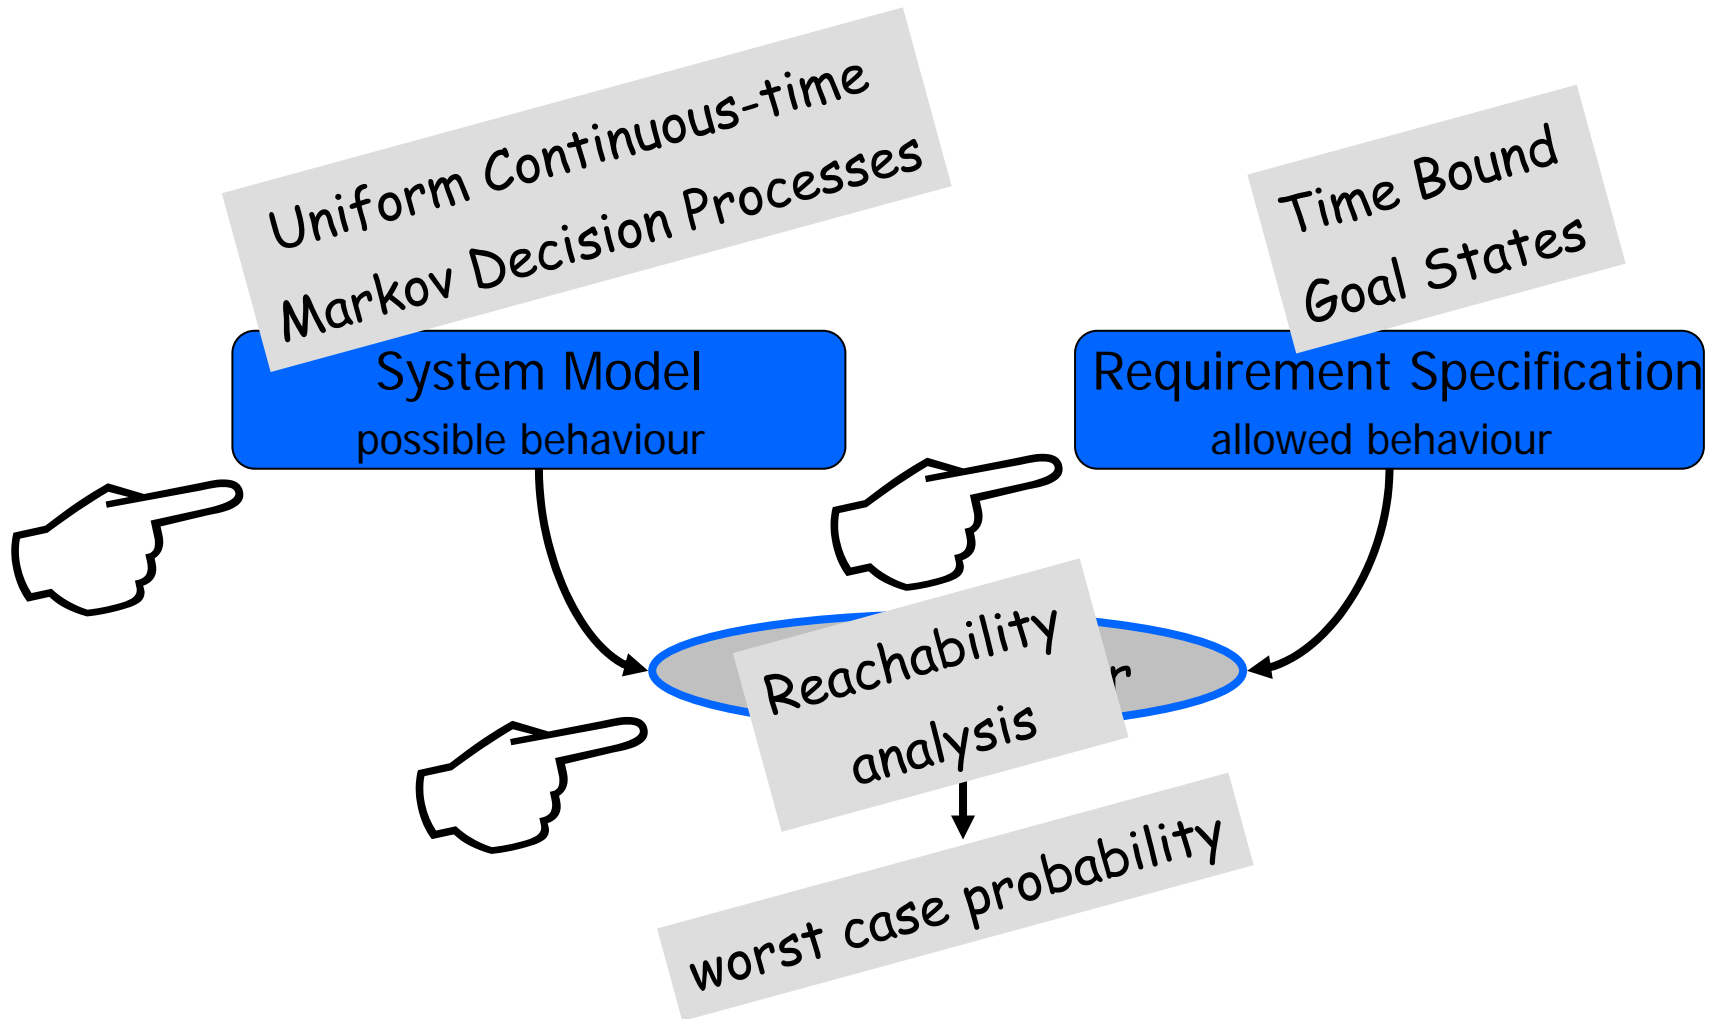 Uniform Continuous-time
Markov Decision Processes
Time Bound
Goal States
System Model
possible behaviour
Requirement Specification
allowed behaviour
Reachability
analysis
worst case probability